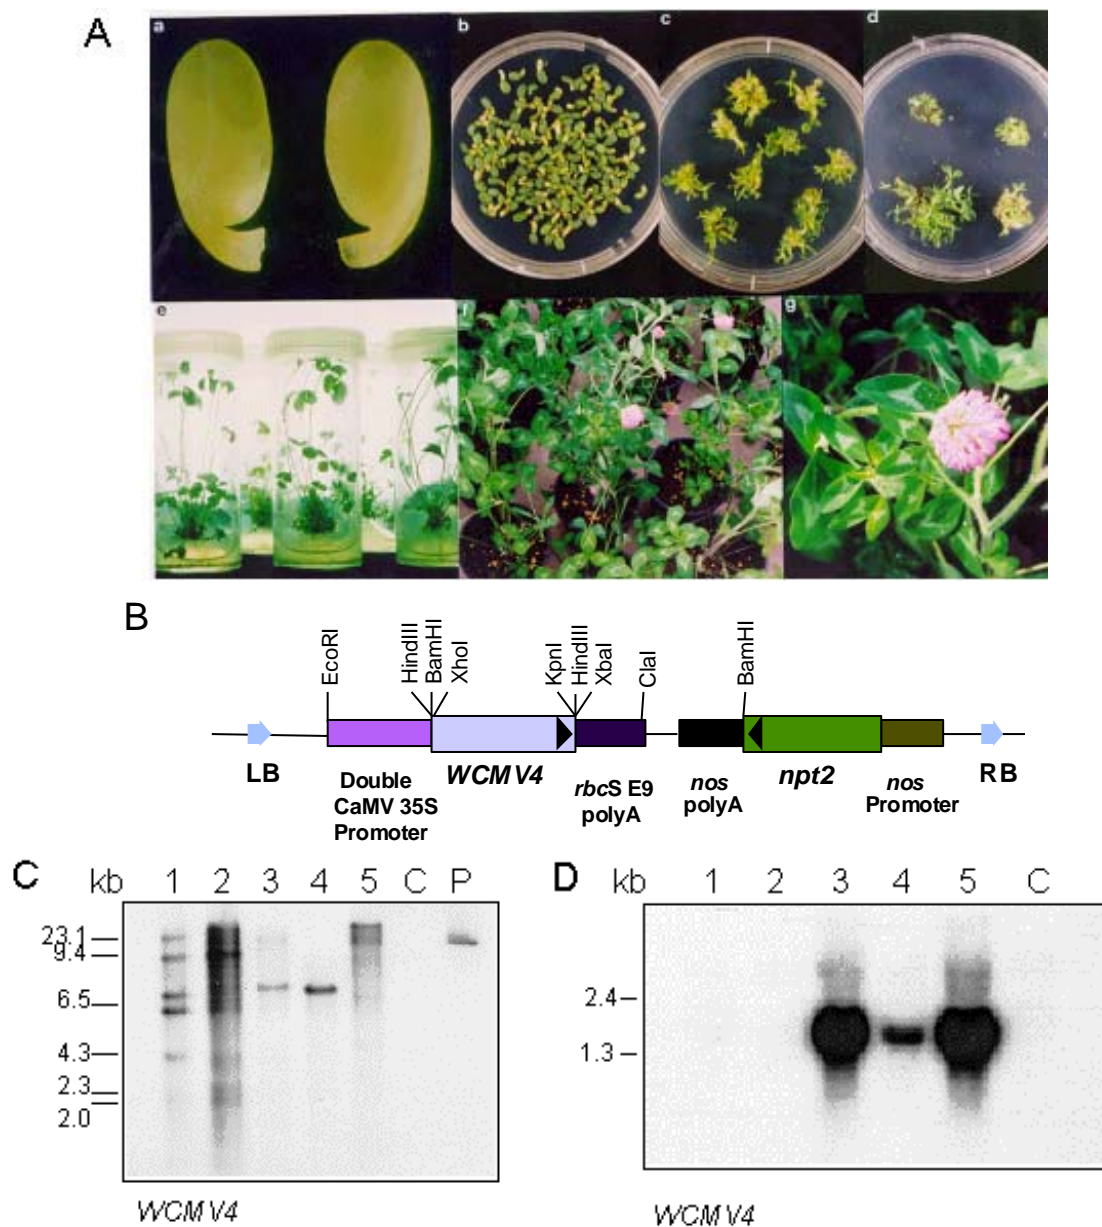 A
a b c d
e f g
B
EcoRI HindIII BamHI XhoI KpnI HindIII XbaI ClaI BamHI
LB WCMV4 npt2 RB
Double CaMV 35S Promoter
rbcS E9 polyA
nos polyA
nos Promoter
C kb 1 2 3 4 5 C P
23.1
9.4
6.5
4.3
2.3
2.0
WCMV4
D kb 1 2 3 4 5 C
2.4
1.3
WCMV4